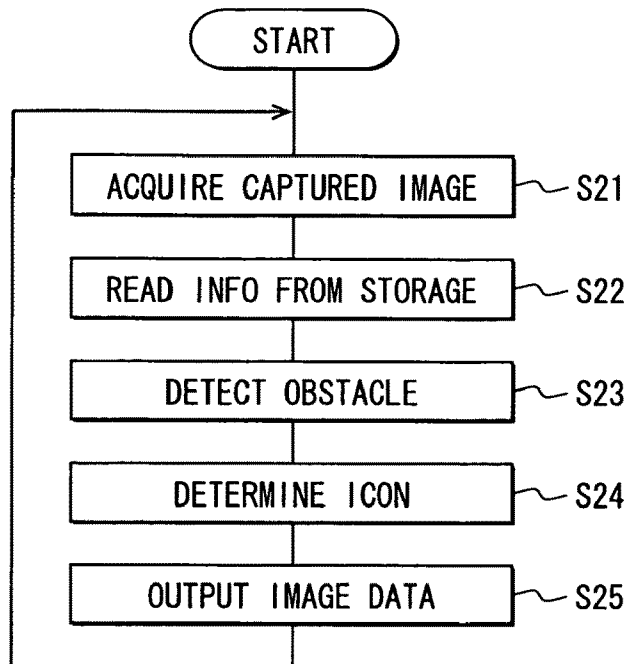 START
ACQUIRE CAPTURED IMAGE S21
READ INFO FROM STORAGE S22
DETECT OBSTACLE S23
DETERMINE ICON S24
OUTPUT IMAGE DATA S25